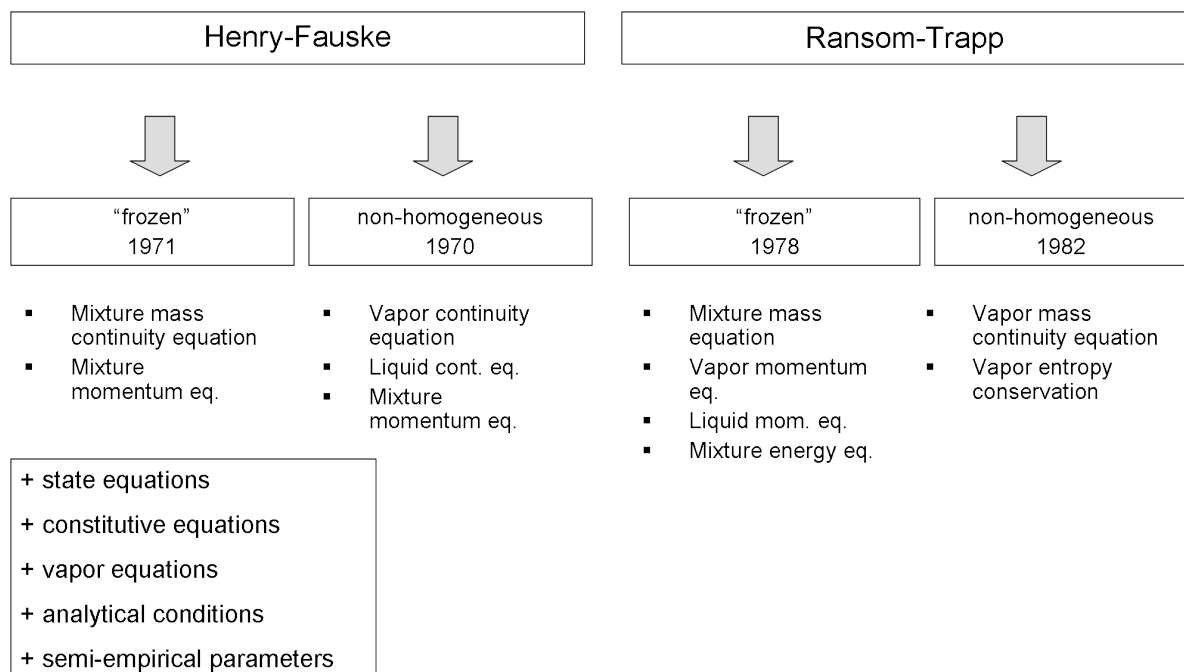 Henry-Fauske
Ransom-Trapp
“frozen”
1971
non-homogeneous
1970
“frozen”
1978
non-homogeneous
1982
▪ Mixture mass
continuity equation
▪ Mixture
momentum eq.
▪ Vapor continuity
equation
▪ Liquid cont. eq.
▪ Mixture
momentum eq.
▪ Mixture mass
equation
▪ Vapor momentum
eq.
▪ Liquid mom. eq.
▪ Mixture energy eq.
▪ Vapor mass
continuity equation
▪ Vapor entropy
conservation
+ state equations
+ constitutive equations
+ vapor equations
+ analytical conditions
+ semi-empirical parameters